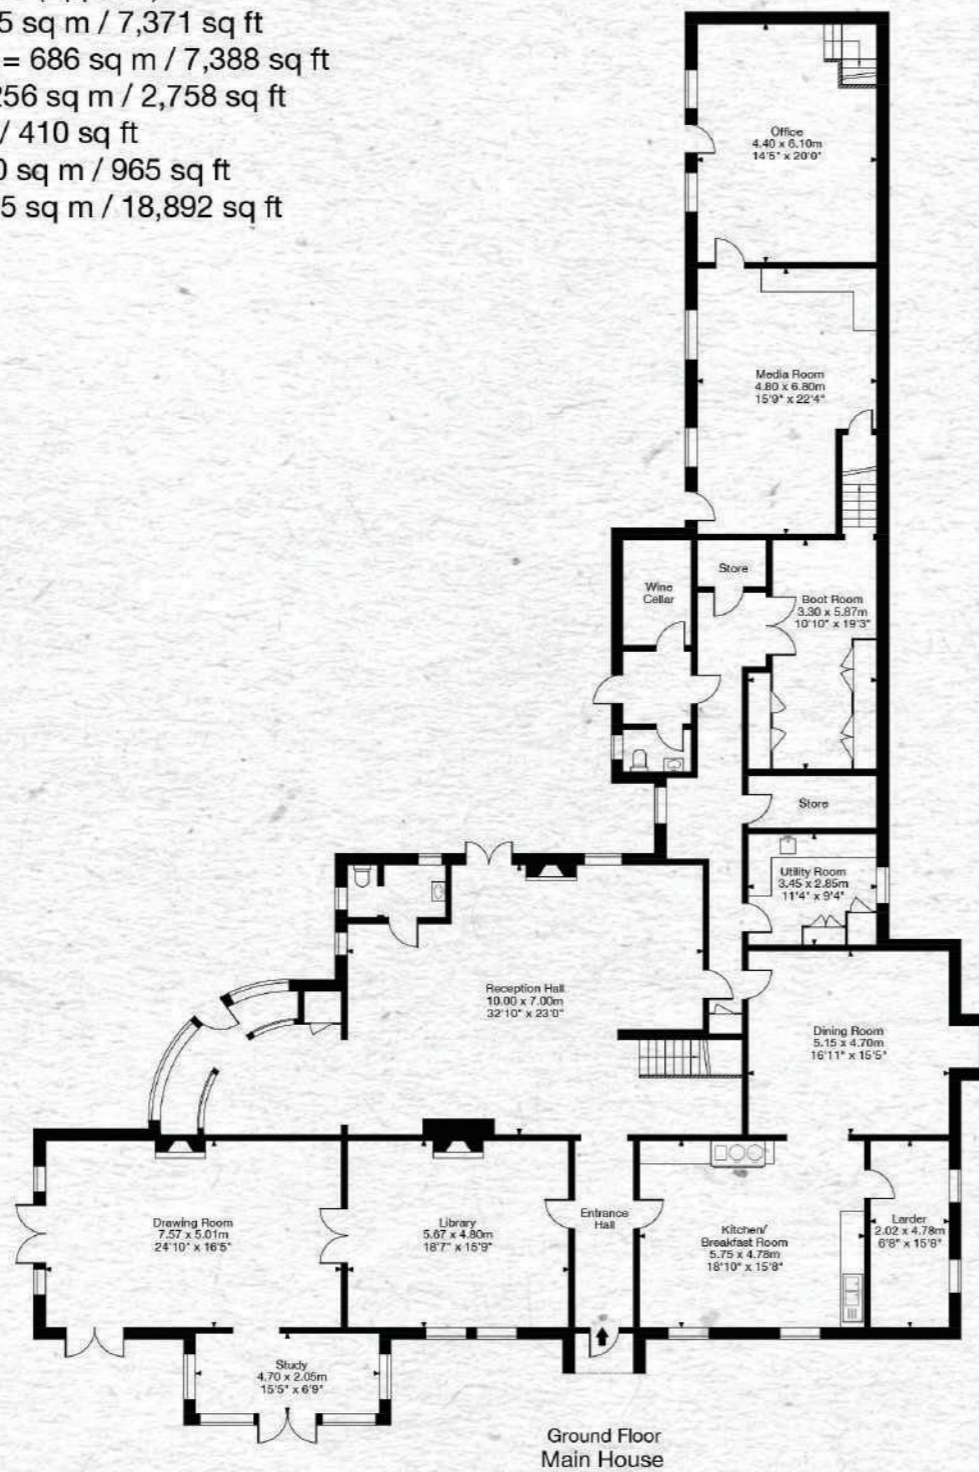 5 sq m / 7,371 sq ft
= 686 sq m / 7,388 sq ft
256 sq m / 2,758 sq ft
/ 410 sq ft
0 sq m / 965 sq ft
5 sq m / 18,892 sq ft
Office
4.40 x 6.10m
14'5" x 20'0"
Media Room
4.80 x 6.80m
15'9" x 22'4"
Store
Wine
Cellar
Boot Room
3.30 x 5.87m
10'10" x 19'3"
Store
Utility Room
3.45 x 2.85m
11'4" x 9'4"
Reception Hall
10.00 x 7.00m
32'10" x 23'0"
Dining Room
5.15 x 4.70m
16'11" x 15'5"
Drawing Room
7.57 x 5.01m
24'10" x 16'5"
Library
5.67 x 4.80m
18'7" x 15'9"
Entrance
Hall
Kitchen/
Breakfast Room
5.75 x 4.78m
18'10" x 15'8"
Larder
2.02 x 4.78m
6'8" x 15'8"
Study
4.70 x 2.05m
15'5" x 6'9"
Ground Floor
Main House